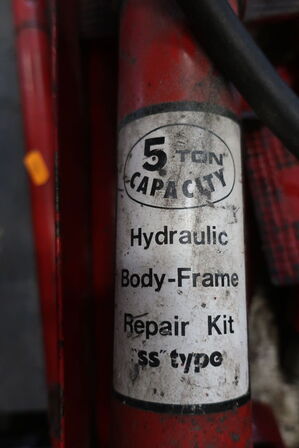 5 TON
CAPACITY
Hydraulic
Body-Frame
Repair Kit
"SS" type